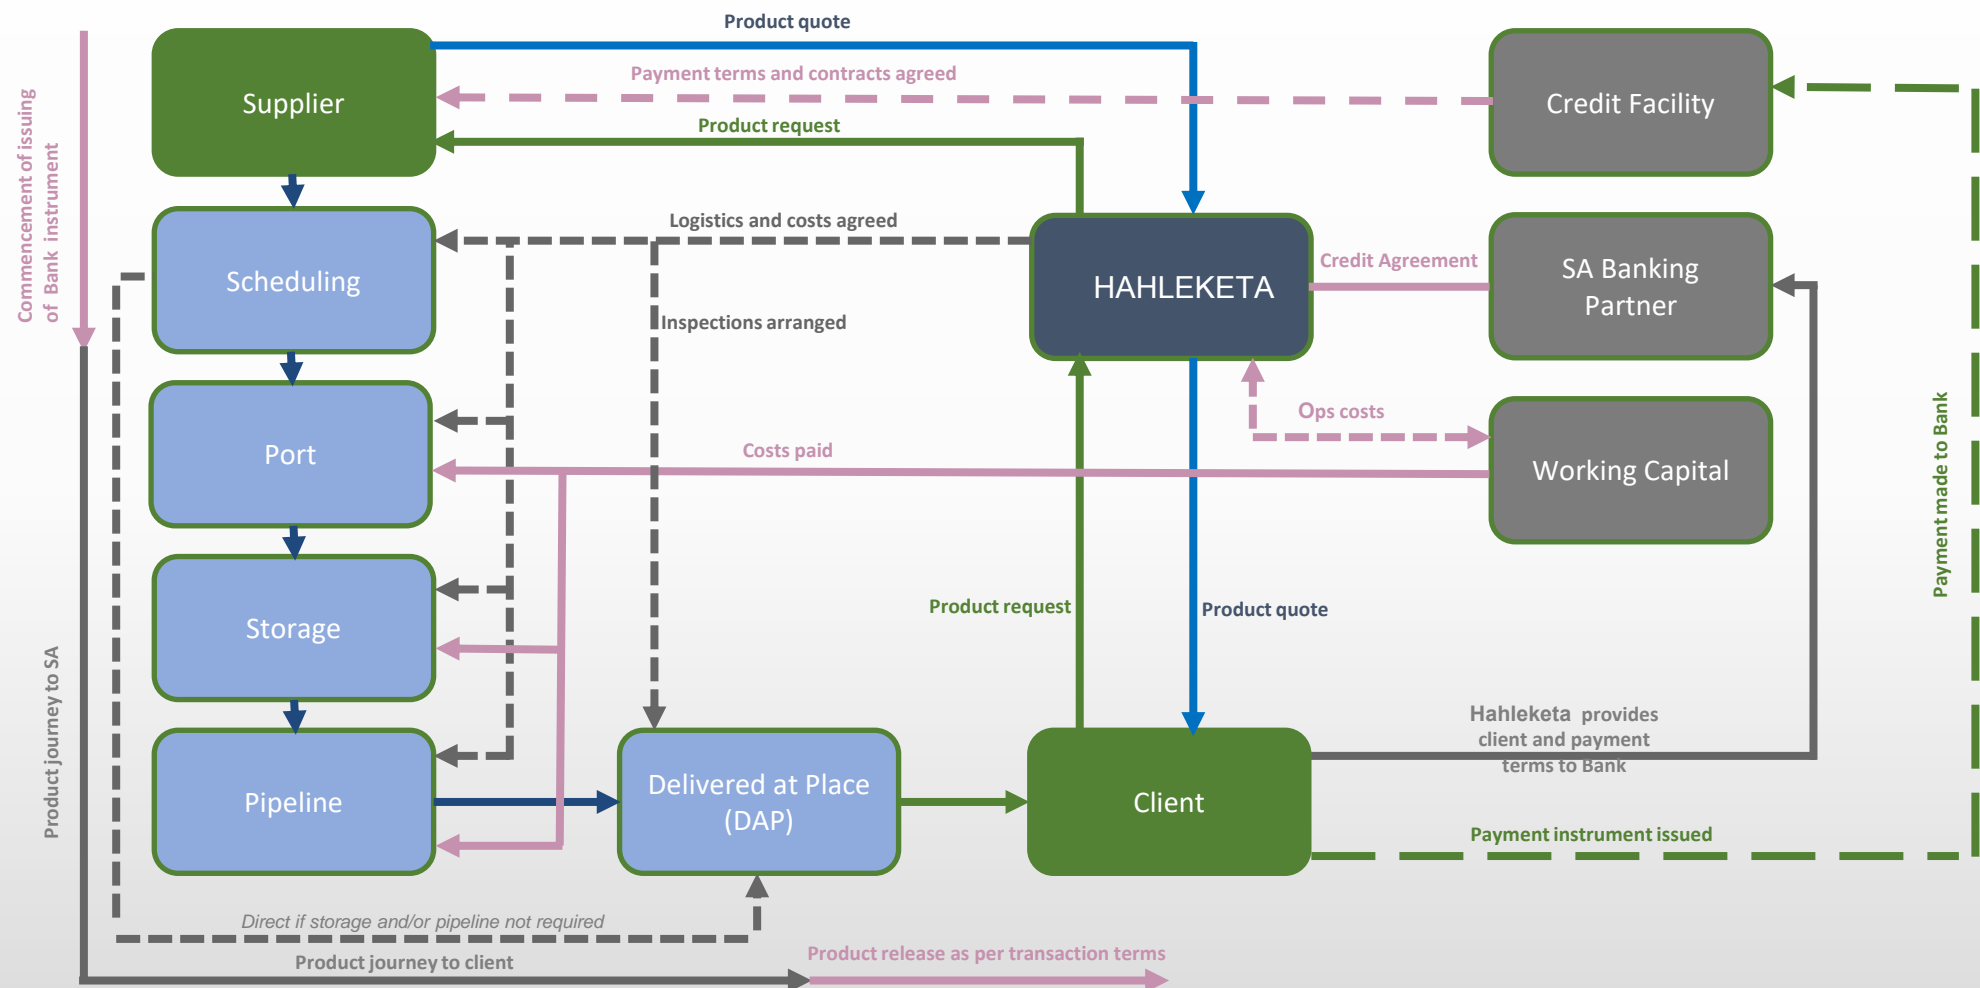 Product quote
Supplier
Payment terms and contracts agreed
Product request
Credit Facility
Commencement of issuing
of Bank instrument
Scheduling
Logistics and costs agreed
Inspections arranged
HAHLEKETA
Credit Agreement
SA Banking
Partner
Port
Costs paid
Ops costs
Working Capital
Payment made to Bank
Storage
Product request
Product quote
Product journey to SA
Pipeline
Delivered at Place
(DAP)
Client
Hahleketa provides
client and payment
terms to Bank
Payment instrument issued
Direct if storage and/or pipeline not required
Product journey to client
Product release as per transaction terms